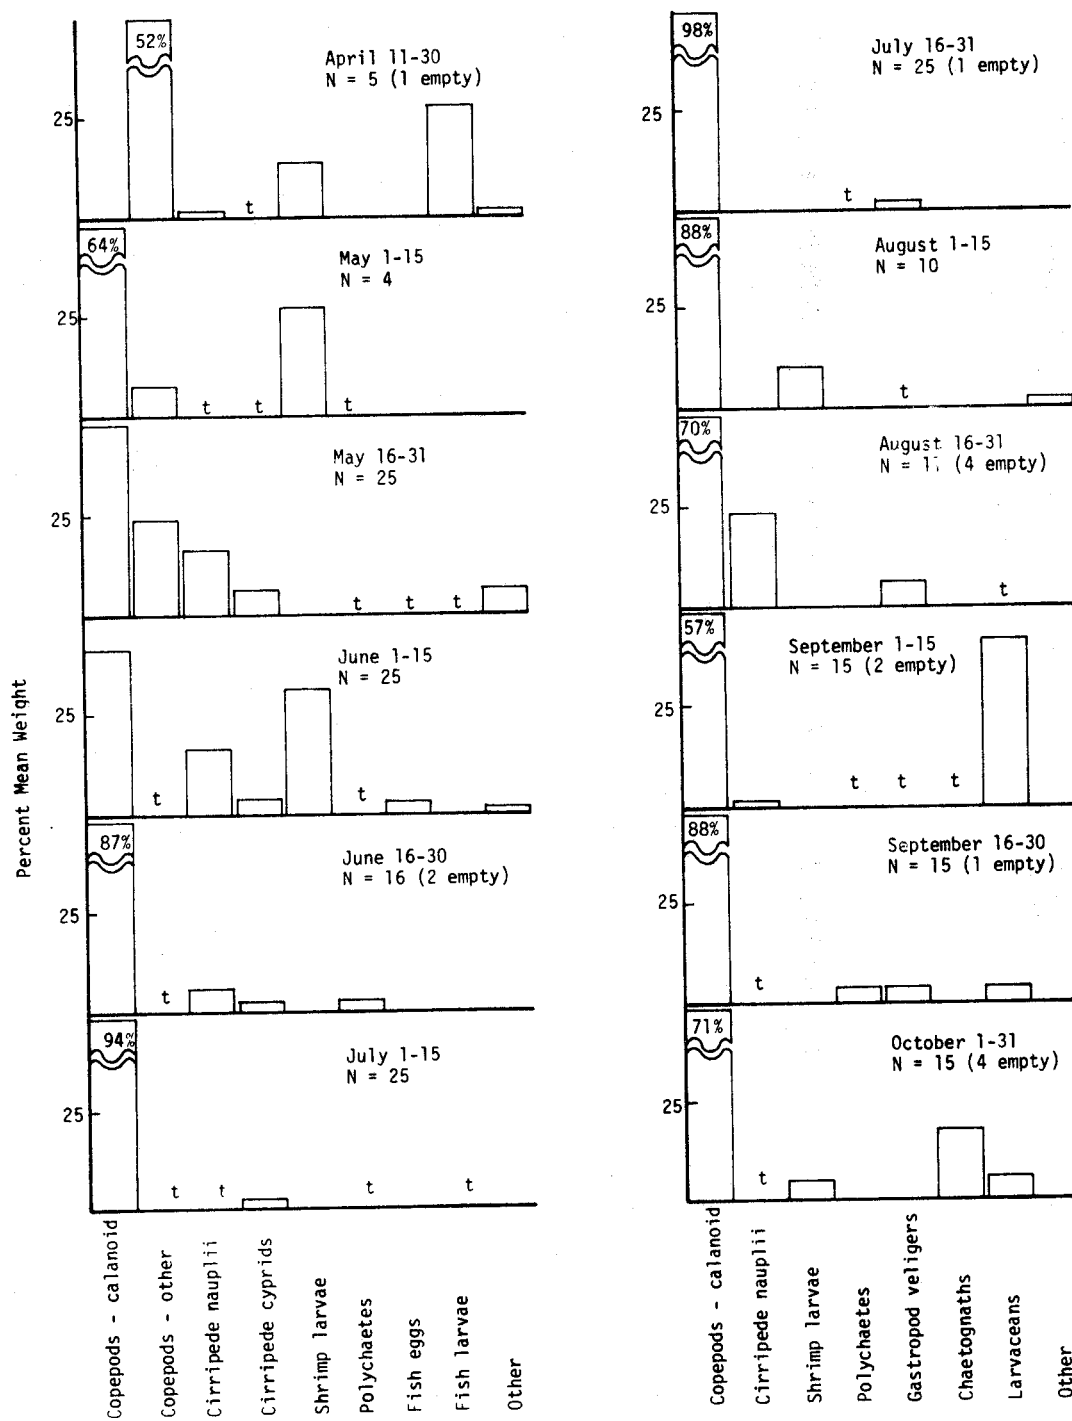 Percent Mean Weight
52%
April 11-30
N = 5 (1 empty)
25
t
64%
May 1-15
N = 4
25
t t t
May 16-31
N = 25
25
t t t
June 1-15
N = 25
25
t t
87%
June 16-30
N = 16 (2 empty)
25
t
94%
July 1-15
N = 25
25
t t t t
Copepods - calanoid
Copepods - other
Cirripede nauplii
Cirripede cyprids
Shrimp larvae
Polychaetes
Fish eggs
Fish larvae
Other
98%
July 16-31
N = 25 (1 empty)
25
t
88%
August 1-15
N = 10
25
t
70%
August 16-31
N = (4 empty)
25
t
57%
September 1-15
N = 15 (2 empty)
25
t t t
88%
September 16-30
N = 15 (1 empty)
25
t
71%
October 1-31
N = 15 (4 empty)
25
t
Copepods - calanoid
Cirripede nauplii
Shrimp larvae
Polychaetes
Gastropod veligers
Chaetognaths
Larvaceans
Other